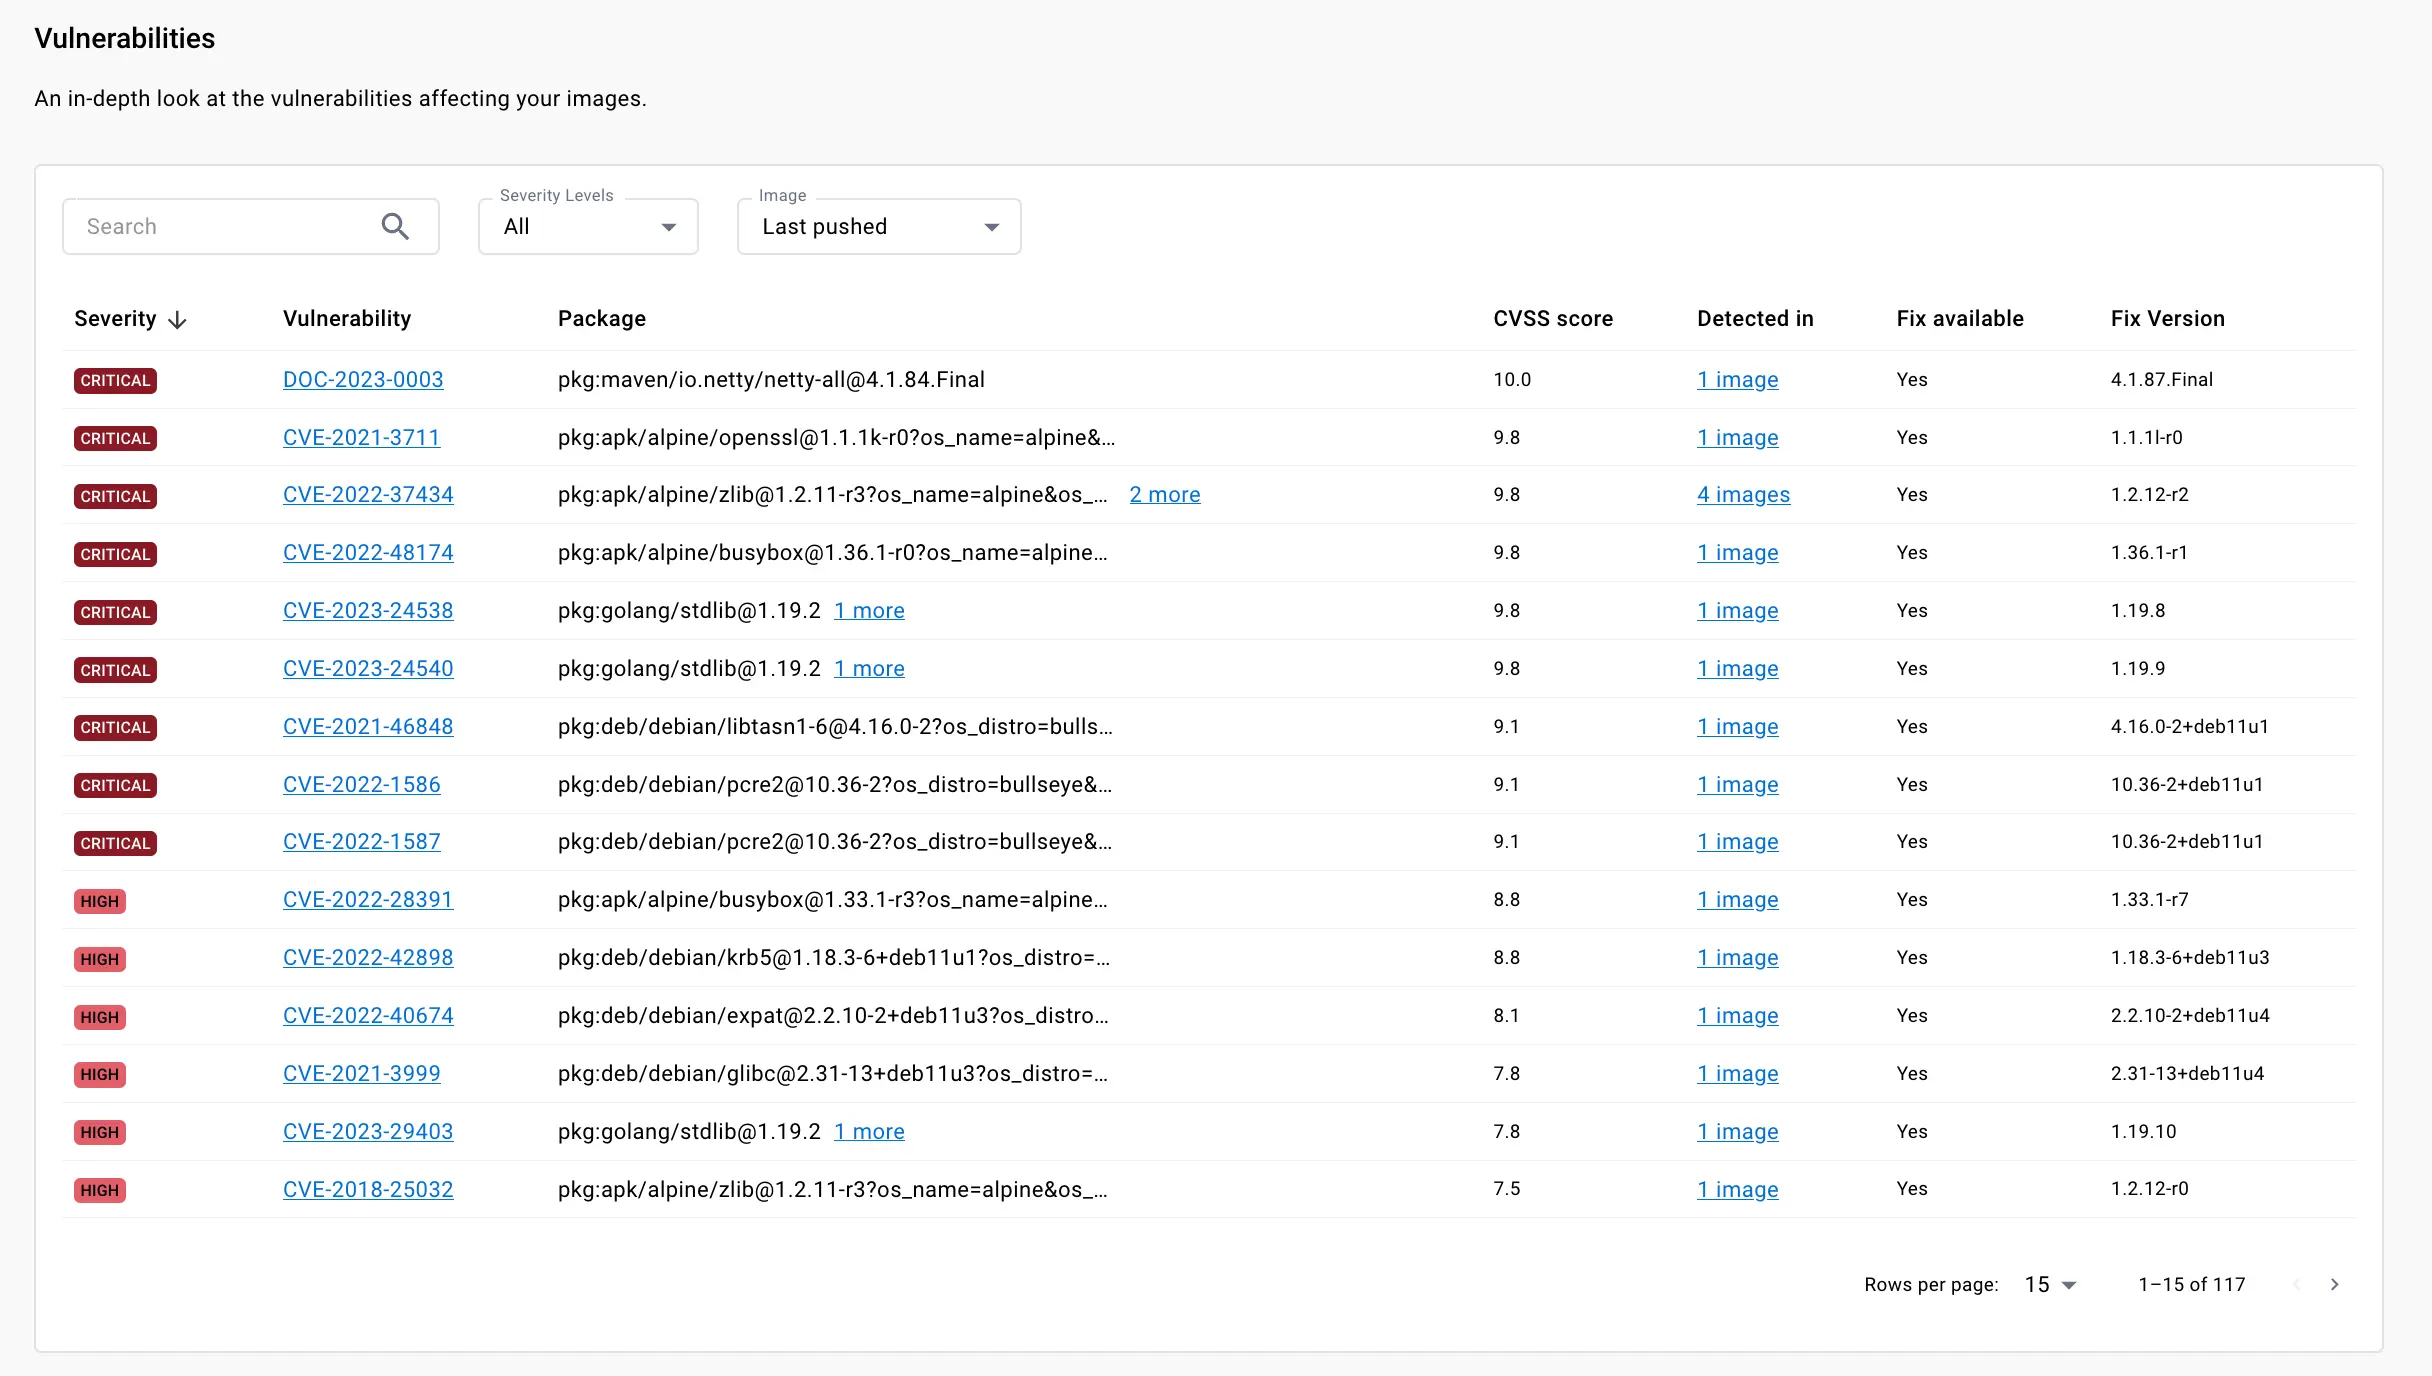 Vulnerabilities
An in-depth look at the vulnerabilities affecting your images.
Search Severity Levels All Image Last pushed
Severity Vulnerability Package CVSS score Detected in Fix available Fix Version
CRITICAL DOC-2023-0003 pkg:maven/io.netty/netty-all@4.1.84.Final 10.0 1 image Yes 4.1.87.Final
CRITICAL CVE-2021-3711 pkg:apk/alpine/openssl@1.1.1k-r0?os_name=alpine&... 9.8 1 image Yes 1.1.1l-r0
CRITICAL CVE-2022-37434 pkg:apk/alpine/zlib@1.2.11-r3?os_name=alpine&os_... 2 more 9.8 4 images Yes 1.2.12-r2
CRITICAL CVE-2022-48174 pkg:apk/alpine/busybox@1.36.1-r0?os_name=alpine... 9.8 1 image Yes 1.36.1-r1
CRITICAL CVE-2023-24538 pkg:golang/stdlib@1.19.2 1 more 9.8 1 image Yes 1.19.8
CRITICAL CVE-2023-24540 pkg:golang/stdlib@1.19.2 1 more 9.8 1 image Yes 1.19.9
CRITICAL CVE-2021-46848 pkg:deb/debian/libtasn1-6@4.16.0-2?os_distro=bulls... 9.1 1 image Yes 4.16.0-2+deb11u1
CRITICAL CVE-2022-1586 pkg:deb/debian/pcre2@10.36-2?os_distro=bullseye&... 9.1 1 image Yes 10.36-2+deb11u1
CRITICAL CVE-2022-1587 pkg:deb/debian/pcre2@10.36-2?os_distro=bullseye&... 9.1 1 image Yes 10.36-2+deb11u1
HIGH CVE-2022-28391 pkg:apk/alpine/busybox@1.33.1-r3?os_name=alpine... 8.8 1 image Yes 1.33.1-r7
HIGH CVE-2022-42898 pkg:deb/debian/krb5@1.18.3-6+deb11u1?os_distro=... 8.8 1 image Yes 1.18.3-6+deb11u3
HIGH CVE-2022-40674 pkg:deb/debian/expat@2.2.10-2+deb11u3?os_distro... 8.1 1 image Yes 2.2.10-2+deb11u4
HIGH CVE-2021-3999 pkg:deb/debian/glibc@2.31-13+deb11u3?os_distro=... 7.8 1 image Yes 2.31-13+deb11u4
HIGH CVE-2023-29403 pkg:golang/stdlib@1.19.2 1 more 7.8 1 image Yes 1.19.10
HIGH CVE-2018-25032 pkg:apk/alpine/zlib@1.2.11-r3?os_name=alpine&os_... 7.5 1 image Yes 1.2.12-r0
Rows per page: 15 1–15 of 117